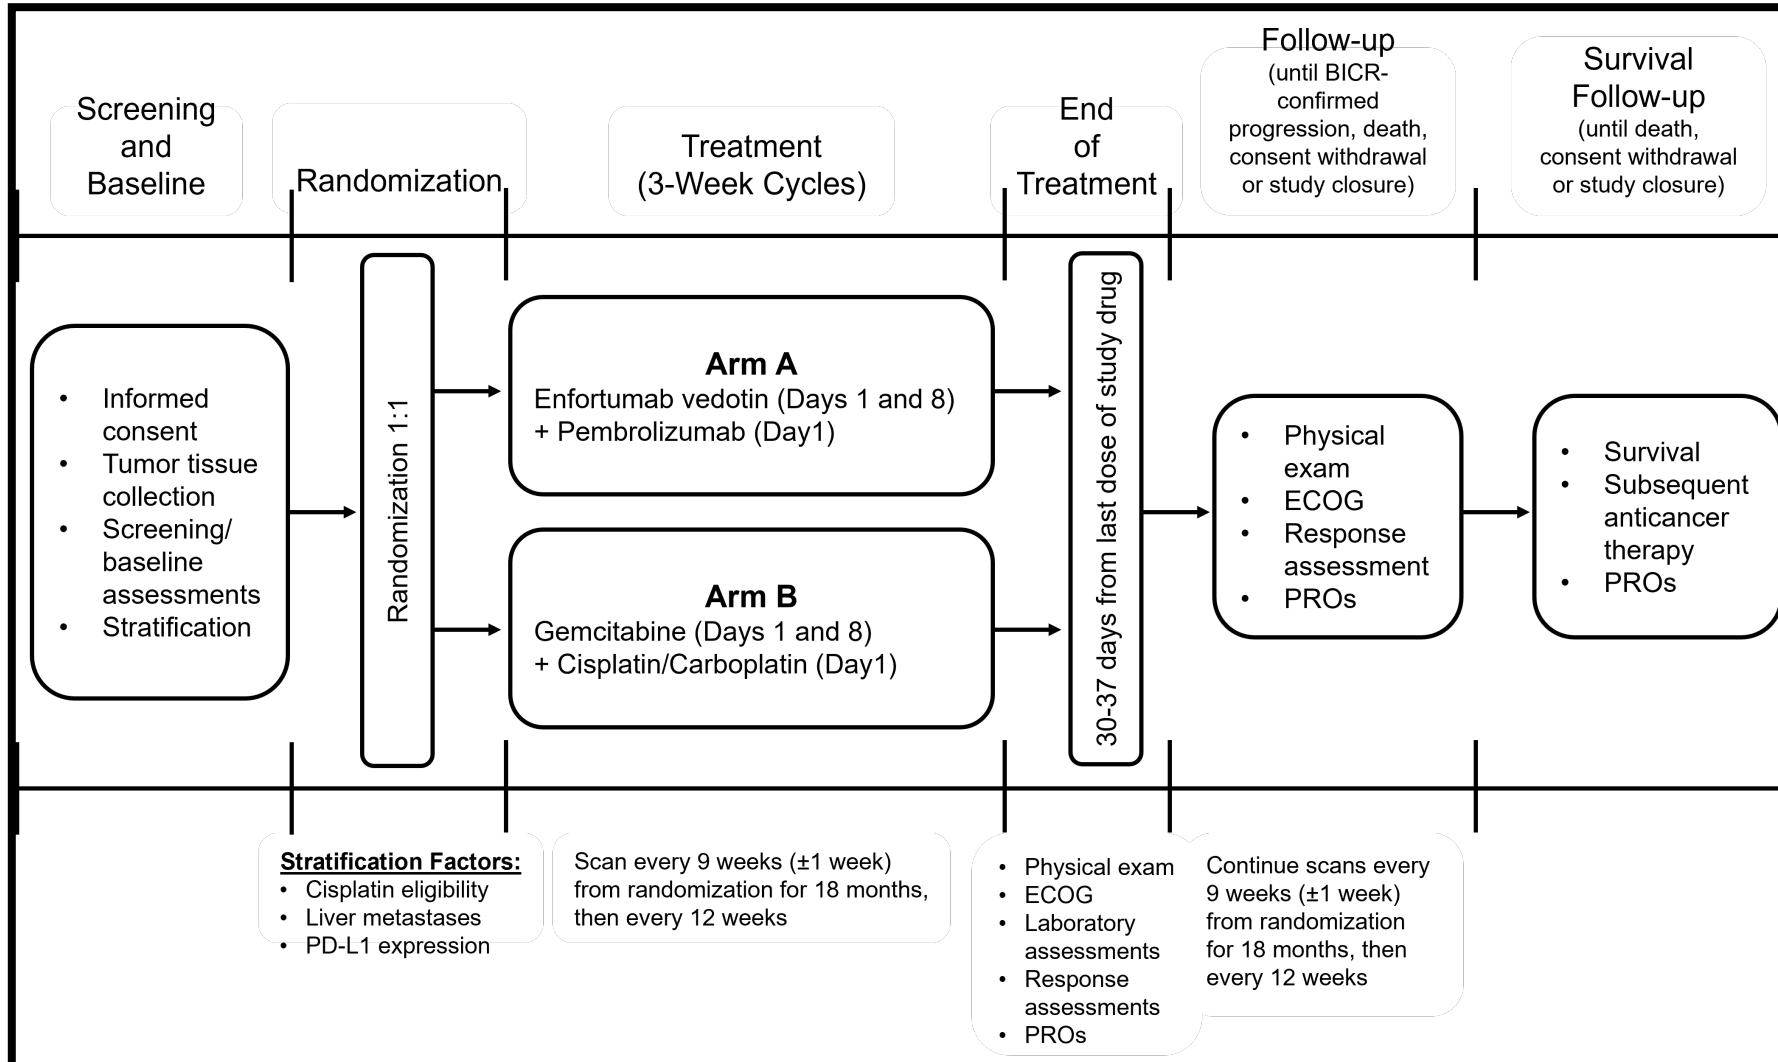 Screening
and
Baseline
Randomization
Treatment
(3-Week Cycles)
End
of
Treatment
Follow-up
(until BICR-
confirmed
progression, death,
consent withdrawal
or study closure)
Survival
Follow-up
(until death,
consent withdrawal
or study closure)
• Informed
consent
• Tumor tissue
collection
• Screening/
baseline
assessments
• Stratification
Randomization 1:1
Arm A
Enfortumab vedotin (Days 1 and 8)
+ Pembrolizumab (Day1)
Arm B
Gemcitabine (Days 1 and 8)
+ Cisplatin/Carboplatin (Day1)
30-37 days from last dose of study drug
• Physical
exam
• ECOG
• Response
assessment
• PROs
• Survival
• Subsequent
anticancer
therapy
• PROs
Stratification Factors:
• Cisplatin eligibility
• Liver metastases
• PD-L1 expression
Scan every 9 weeks (±1 week)
from randomization for 18 months,
then every 12 weeks
• Physical exam
• ECOG
• Laboratory
assessments
• Response
assessments
• PROs
Continue scans every
9 weeks (±1 week)
from randomization
for 18 months, then
every 12 weeks